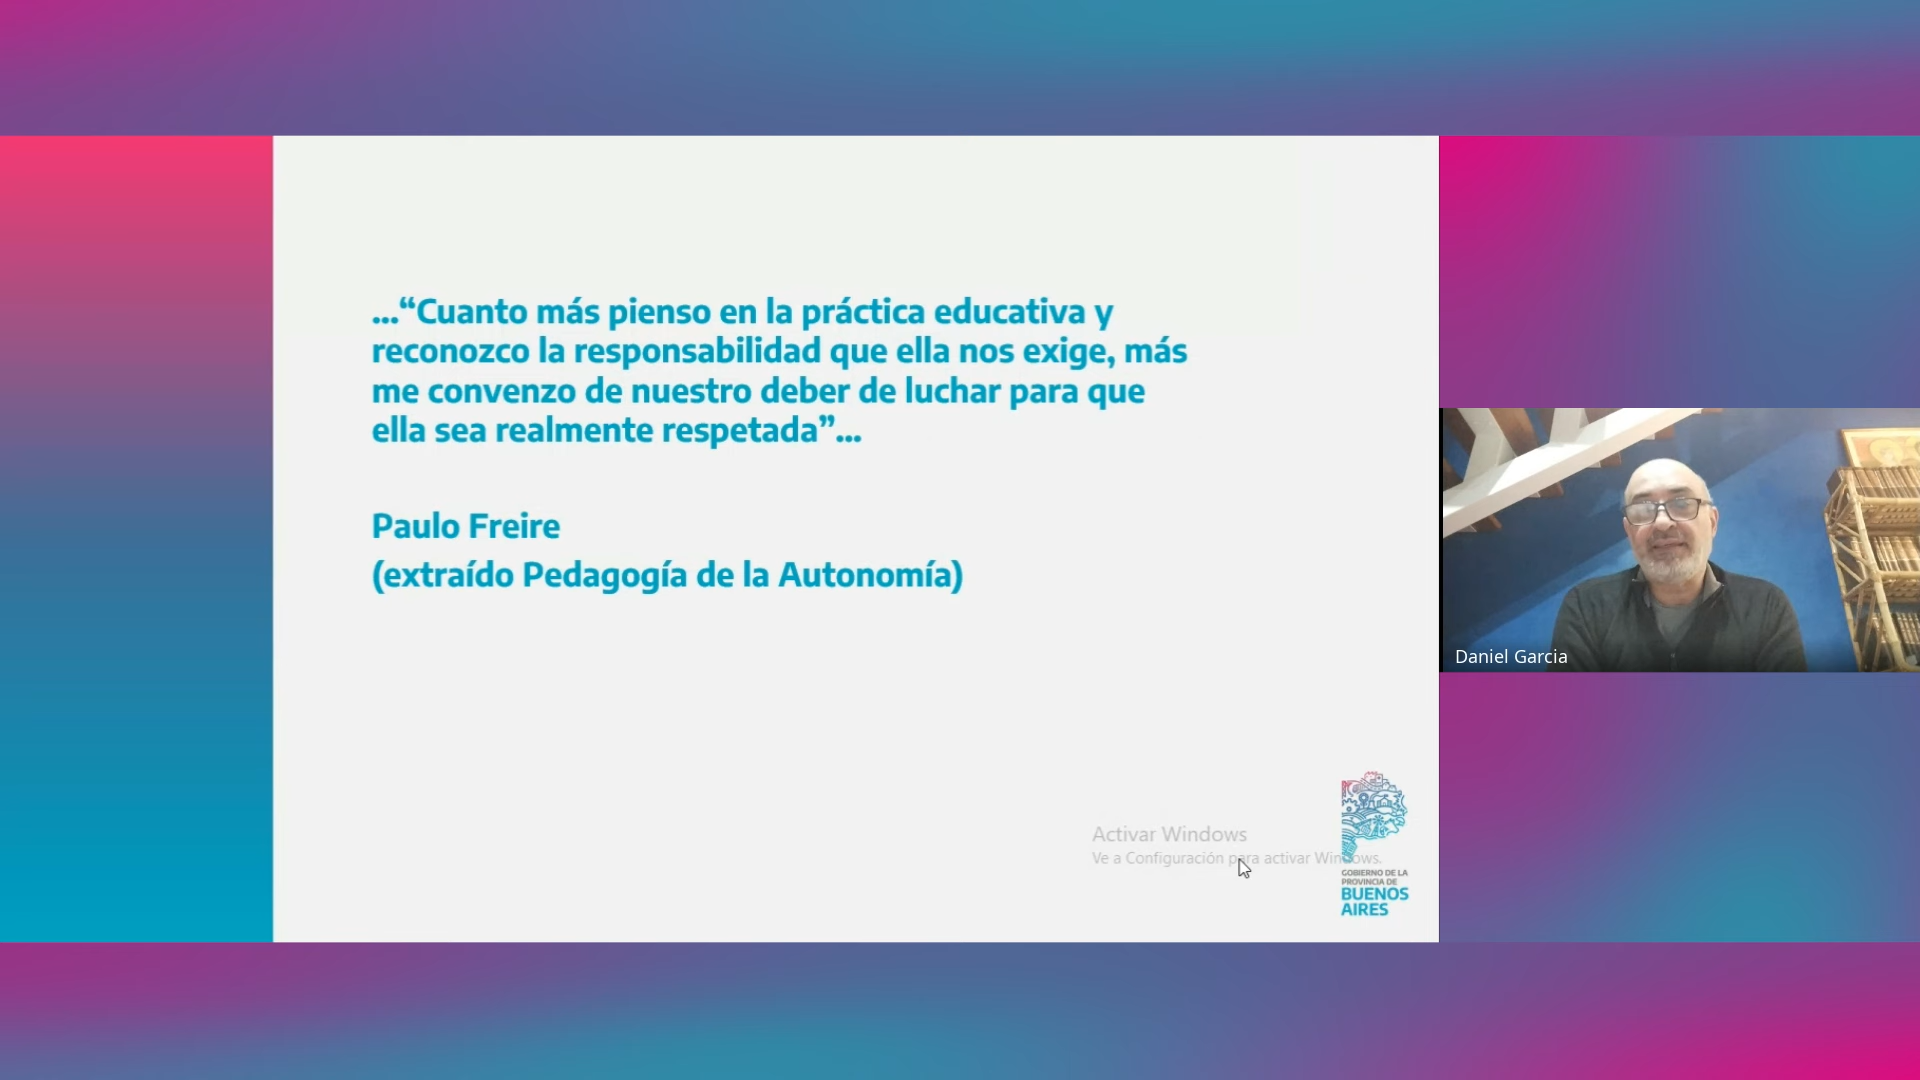 ...“Cuanto más pienso en la práctica educativa y
reconozco la responsabilidad que ella nos exige, más
me convenzo de nuestro deber de luchar para que
ella sea realmente respetada”...
Paulo Freire
(extraído Pedagogía de la Autonomía)
Daniel Garcia
Activar Windows
Ve a Configuración para activar Windows.
GOBIERNO DE LA
PROVINCIA DE
BUENOS
AIRES